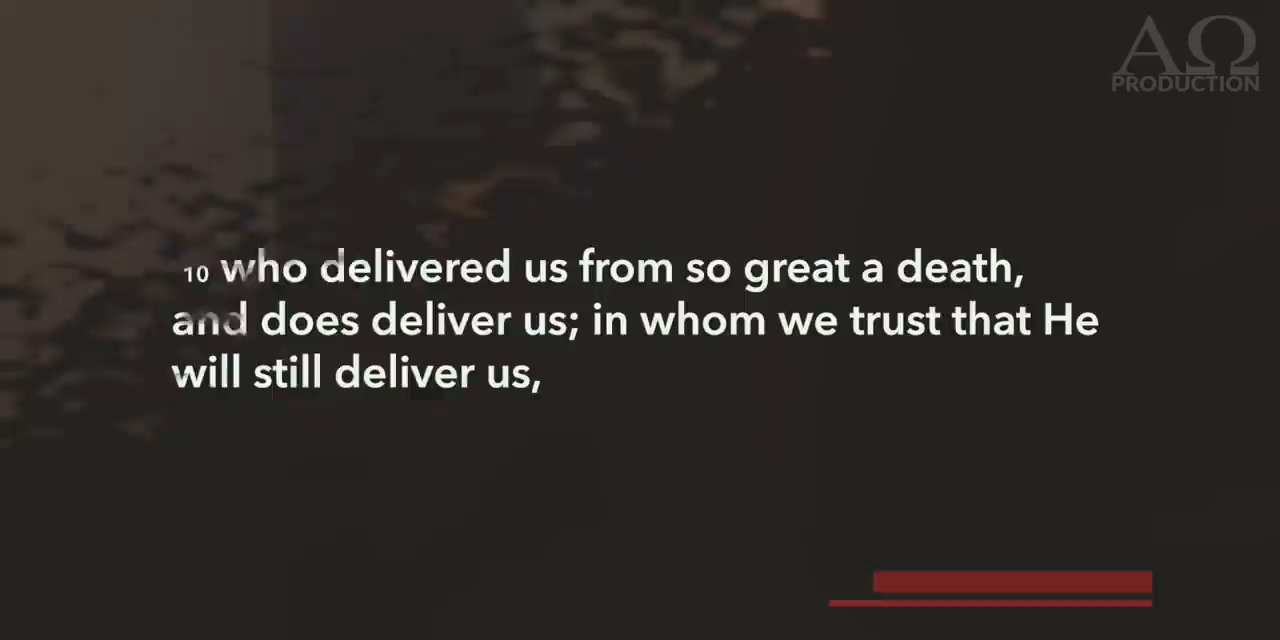 ΑΩ
PRODUCTION
10 who delivered us from so great a death,
and does deliver us; in whom we trust that He
will still deliver us,